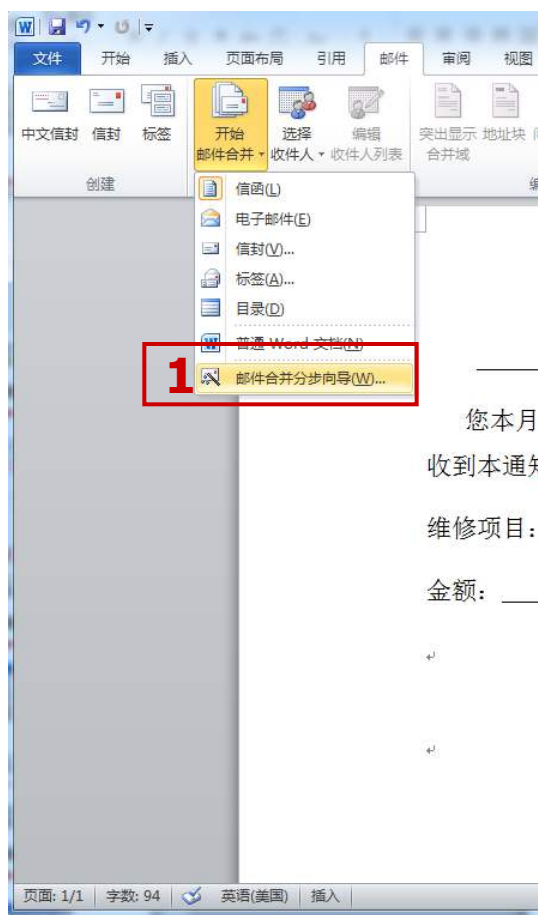 文件 开始 插入 页面布局 引用 邮件 审阅 视图
中文信封 信封 标签 开始 邮件合并 选择 收件人 编辑 收件人列表 突出显示 合并域 地址块
创建
信函(L)
电子邮件(E)
信封(V)...
标签(A)...
目录(D)
普通 Word 文档(N)
1
邮件合并分步向导(W)...
您本月
收到本通知
维修项目：
金额：
页面: 1/1 字数: 94 英语(美国) 插入